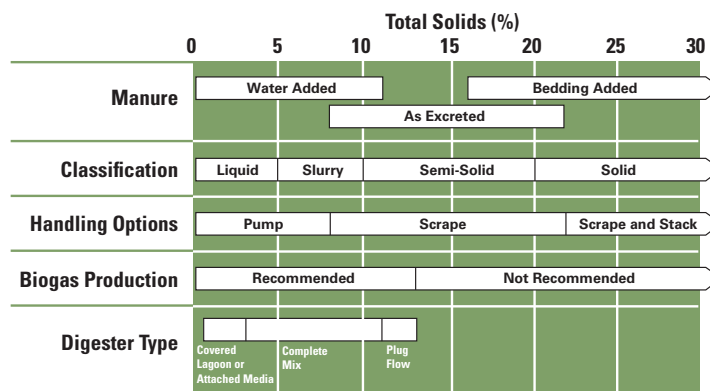 Total Solids (%)
0 5 10 15 20 25 30
Manure
Water Added
Bedding Added
As Excreted
Classification
Liquid
Slurry
Semi-Solid
Solid
Handling Options
Pump
Scrape
Scrape and Stack
Biogas Production
Recommended
Not Recommended
Digester Type
Covered
Lagoon or
Attached Media
Complete
Mix
Plug
Flow